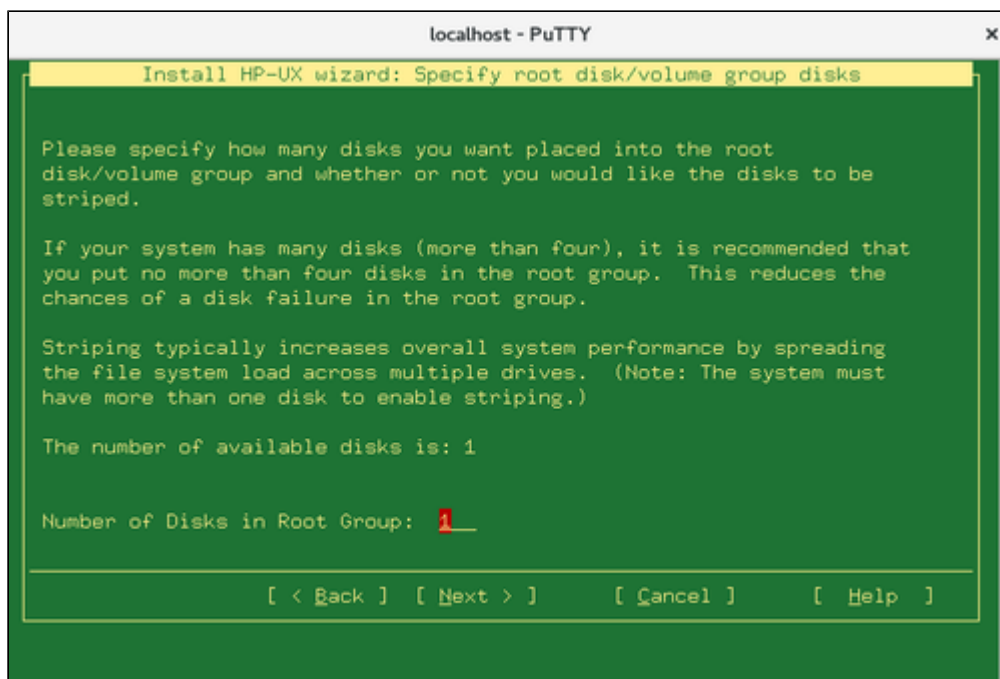 localhost - PuTTY
×
Install HP-UX wizard: Specify root disk/volume group disks
Please specify how many disks you want placed into the root
disk/volume group and whether or not you would like the disks to be
striped.
If your system has many disks (more than four), it is recommended that
you put no more than four disks in the root group.  This reduces the
chances of a disk failure in the root group.
Striping typically increases overall system performance by spreading
the file system load across multiple drives.  (Note: The system must
have more than one disk to enable striping.)
The number of available disks is: 1
Number of Disks in Root Group:  1__
[ < Back ]  [ Next > ]      [ Cancel ]      [  Help  ]